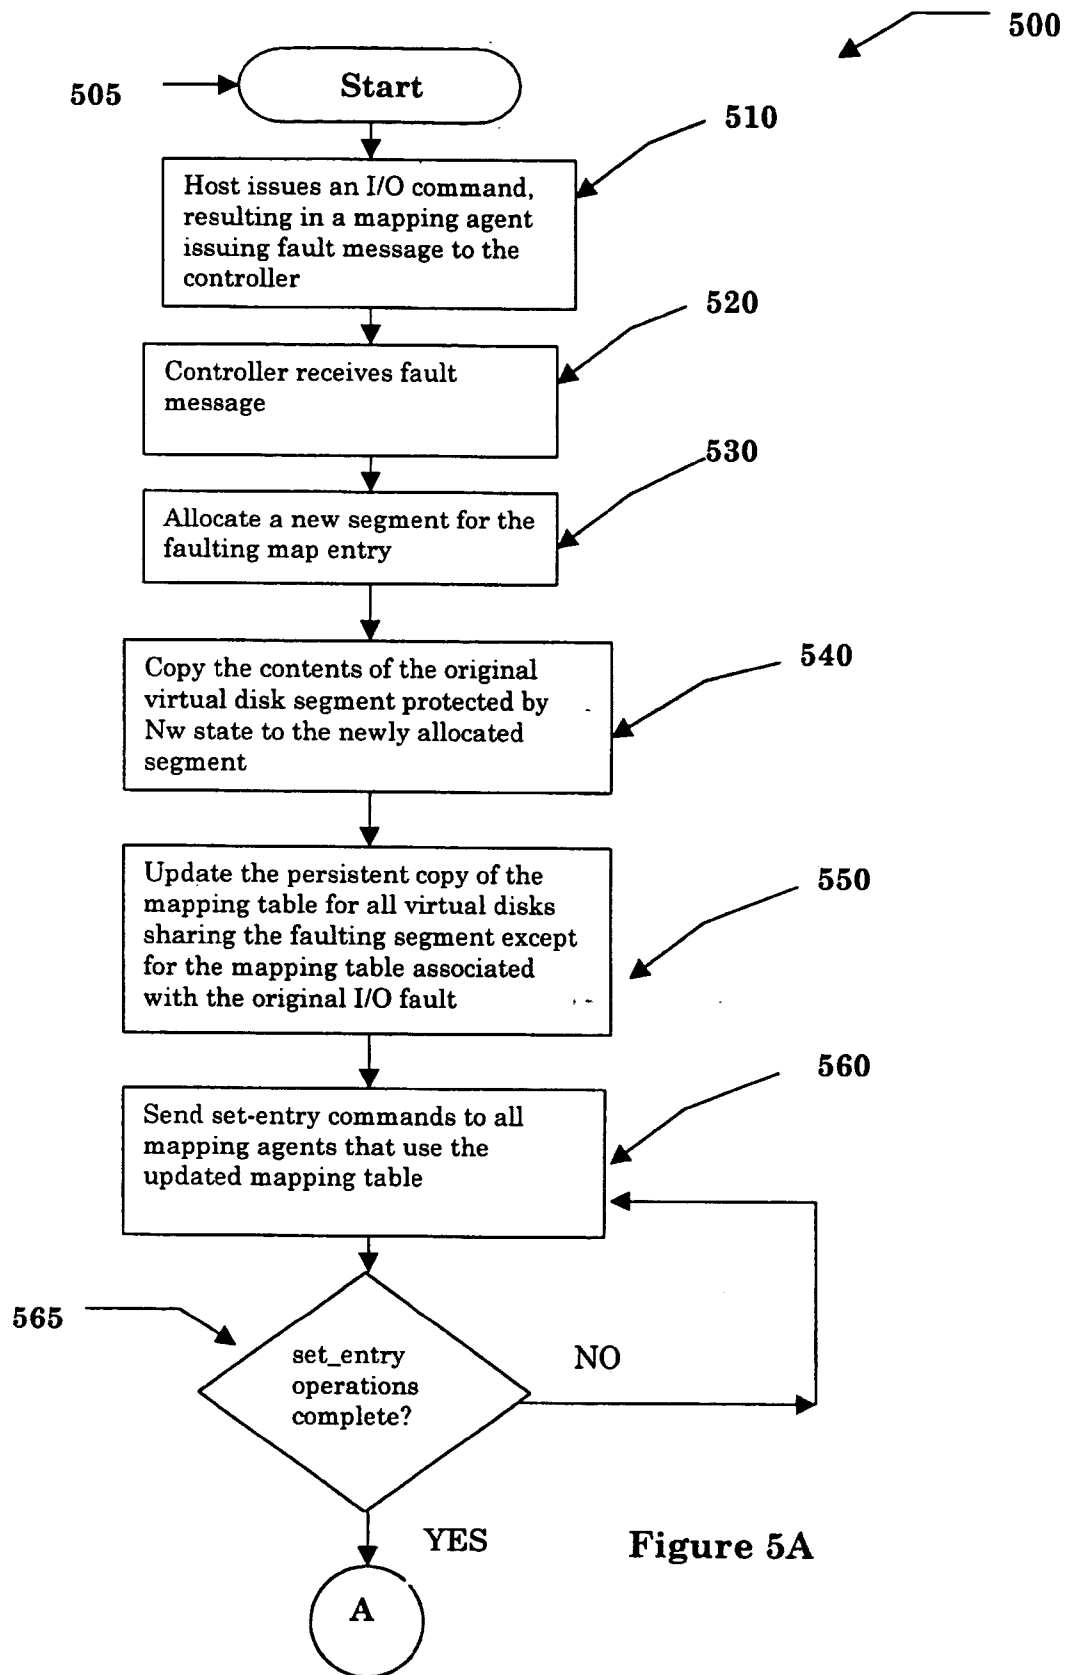 500
505
Start
510
Host issues an I/O command,
resulting in a mapping agent
issuing fault message to the
controller
520
Controller receives fault
message
530
Allocate a new segment for the
faulting map entry
540
Copy the contents of the original
virtual disk segment protected by
Nw state to the newly allocated
segment
550
Update the persistent copy of the
mapping table for all virtual disks
sharing the faulting segment except
for the mapping table associated
with the original I/O fault
560
Send set-entry commands to all
mapping agents that use the
updated mapping table
565
set_entry
operations
complete?
NO
YES
Figure 5A
A